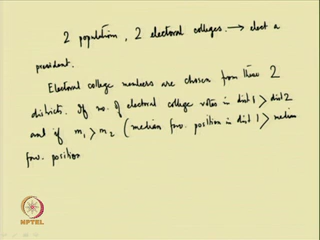 2 population, 2 electoral colleges. → elect a
president.
Electoral college members are chosen from these 2
districts. If no. of electoral college votes in dist 1 > dist 2
and if m₁ > m₂ (median fav. position in dist 1 > median
fav. position
NPTEL